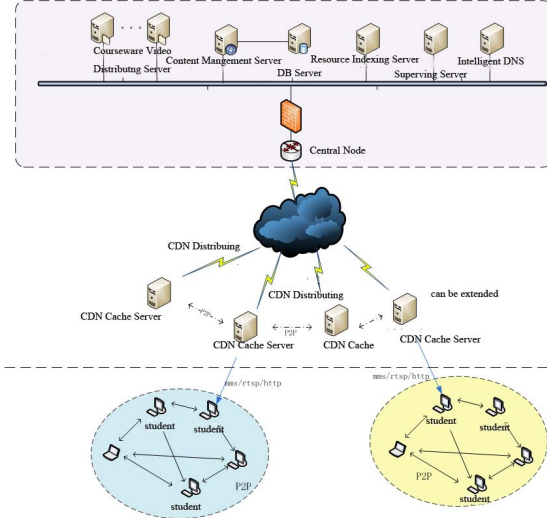 Courseware Video
Distributng Server
Content Mangement Server
DB Server
Resource Indexing Server
Superving Server
Intelligent DNS
Central Node
CDN Distribuing
CDN Distributing
can be extended
CDN Cache Server
P2P
CDN Cache Server
P2P
CDN Cache
CDN Cache Server
mms/rtsp/http
mms/rtsp/http
student
student
student
P2P
student
student
student
P2P